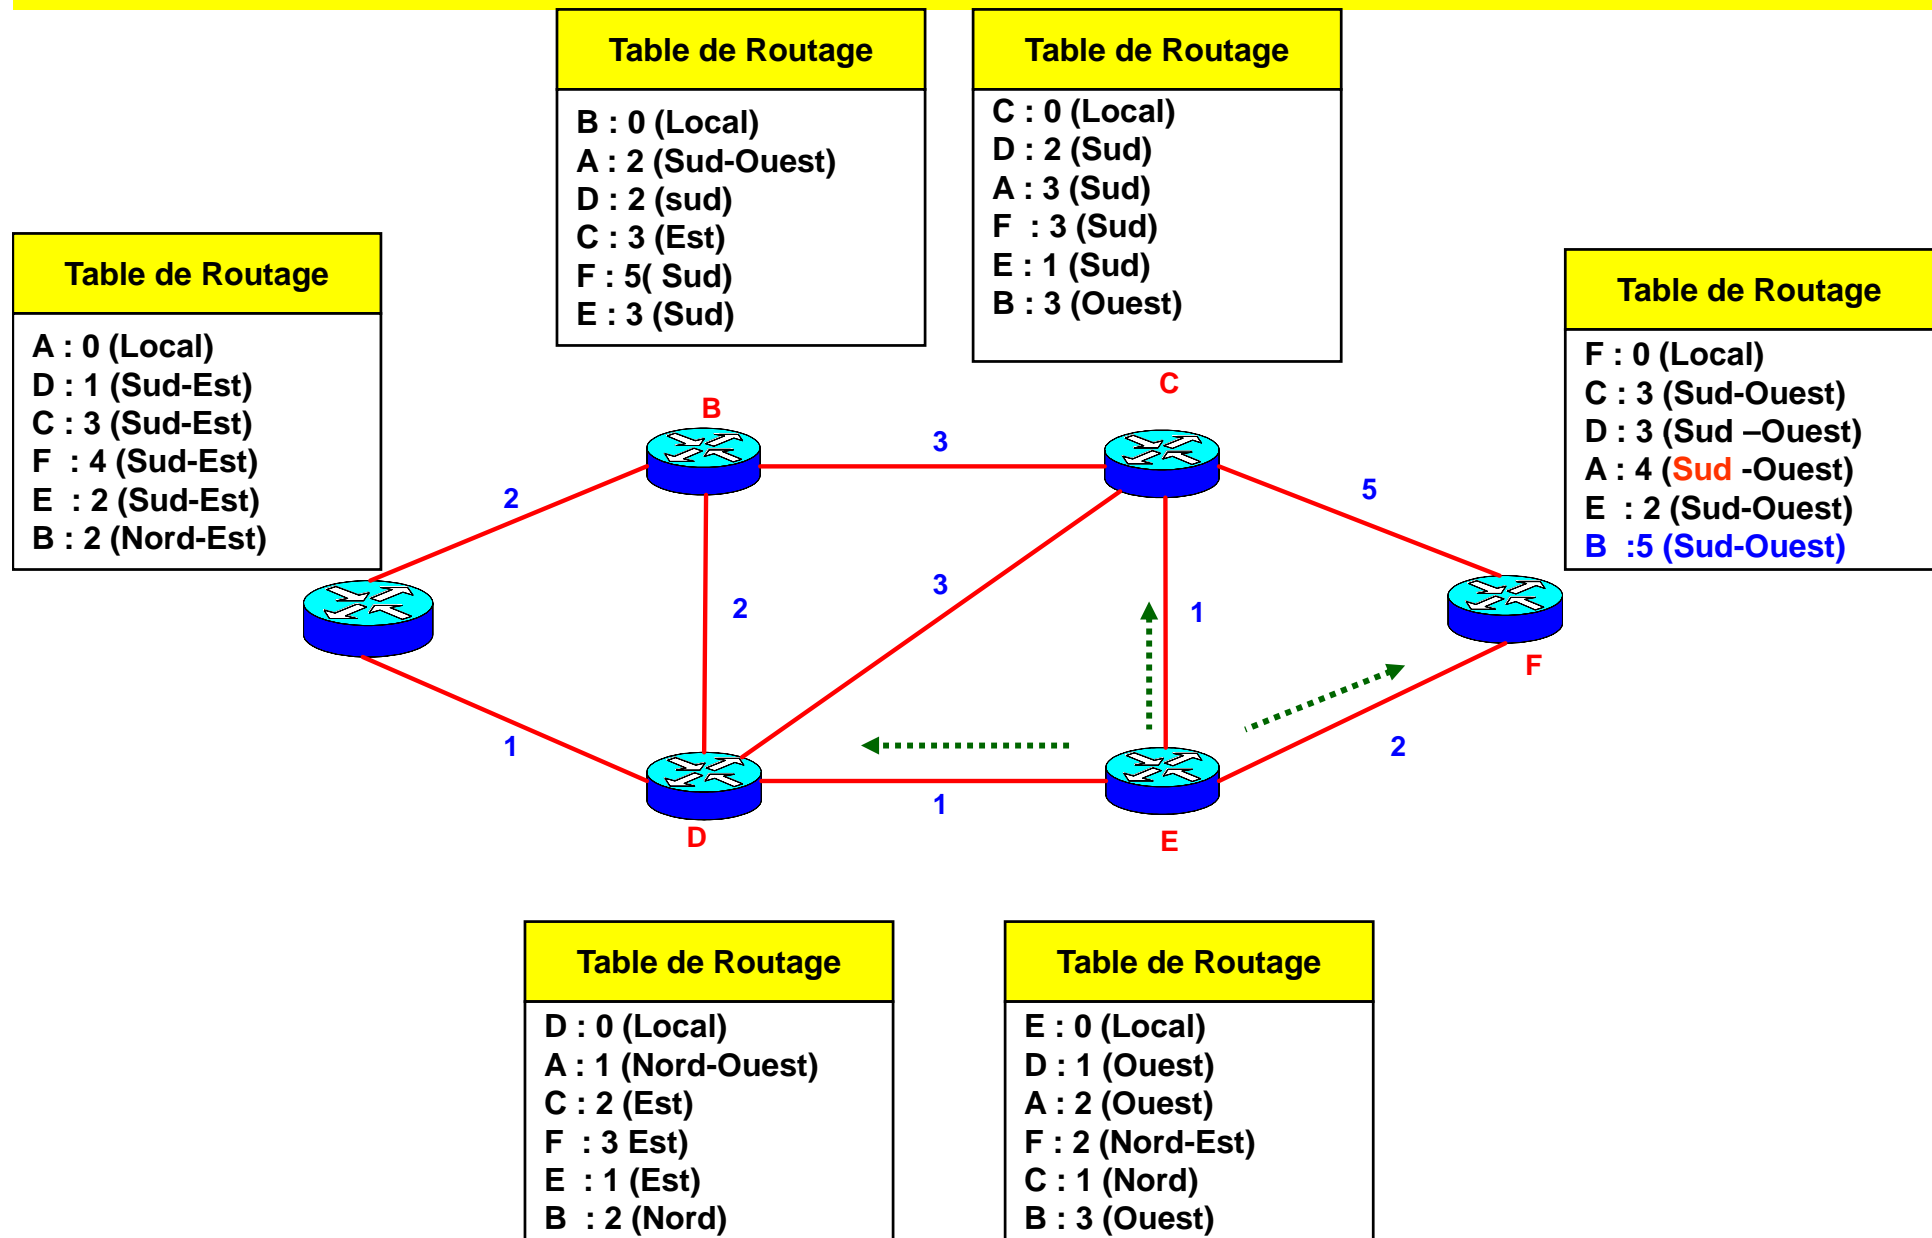 Table de Routage
B : 0 (Local)
A : 2 (Sud-Ouest)
D : 2 (sud)
C : 3 (Est)
F : 5( Sud)
E : 3 (Sud)
Table de Routage
C : 0 (Local)
D : 2 (Sud)
A : 3 (Sud)
F : 3 (Sud)
E : 1 (Sud)
B : 3 (Ouest)
Table de Routage
A : 0 (Local)
D : 1 (Sud-Est)
C : 3 (Sud-Est)
F : 4 (Sud-Est)
E : 2 (Sud-Est)
B : 2 (Nord-Est)
Table de Routage
F : 0 (Local)
C : 3 (Sud-Ouest)
D : 3 (Sud –Ouest)
A : 4 (Sud -Ouest)
E : 2 (Sud-Ouest)
B :5 (Sud-Ouest)
B
C
3
2
5
3
2
1
F
1
2
1
D
E
Table de Routage
D : 0 (Local)
A : 1 (Nord-Ouest)
C : 2 (Est)
F : 3 Est)
E : 1 (Est)
B : 2 (Nord)
Table de Routage
E : 0 (Local)
D : 1 (Ouest)
A : 2 (Ouest)
F : 2 (Nord-Est)
C : 1 (Nord)
B : 3 (Ouest)